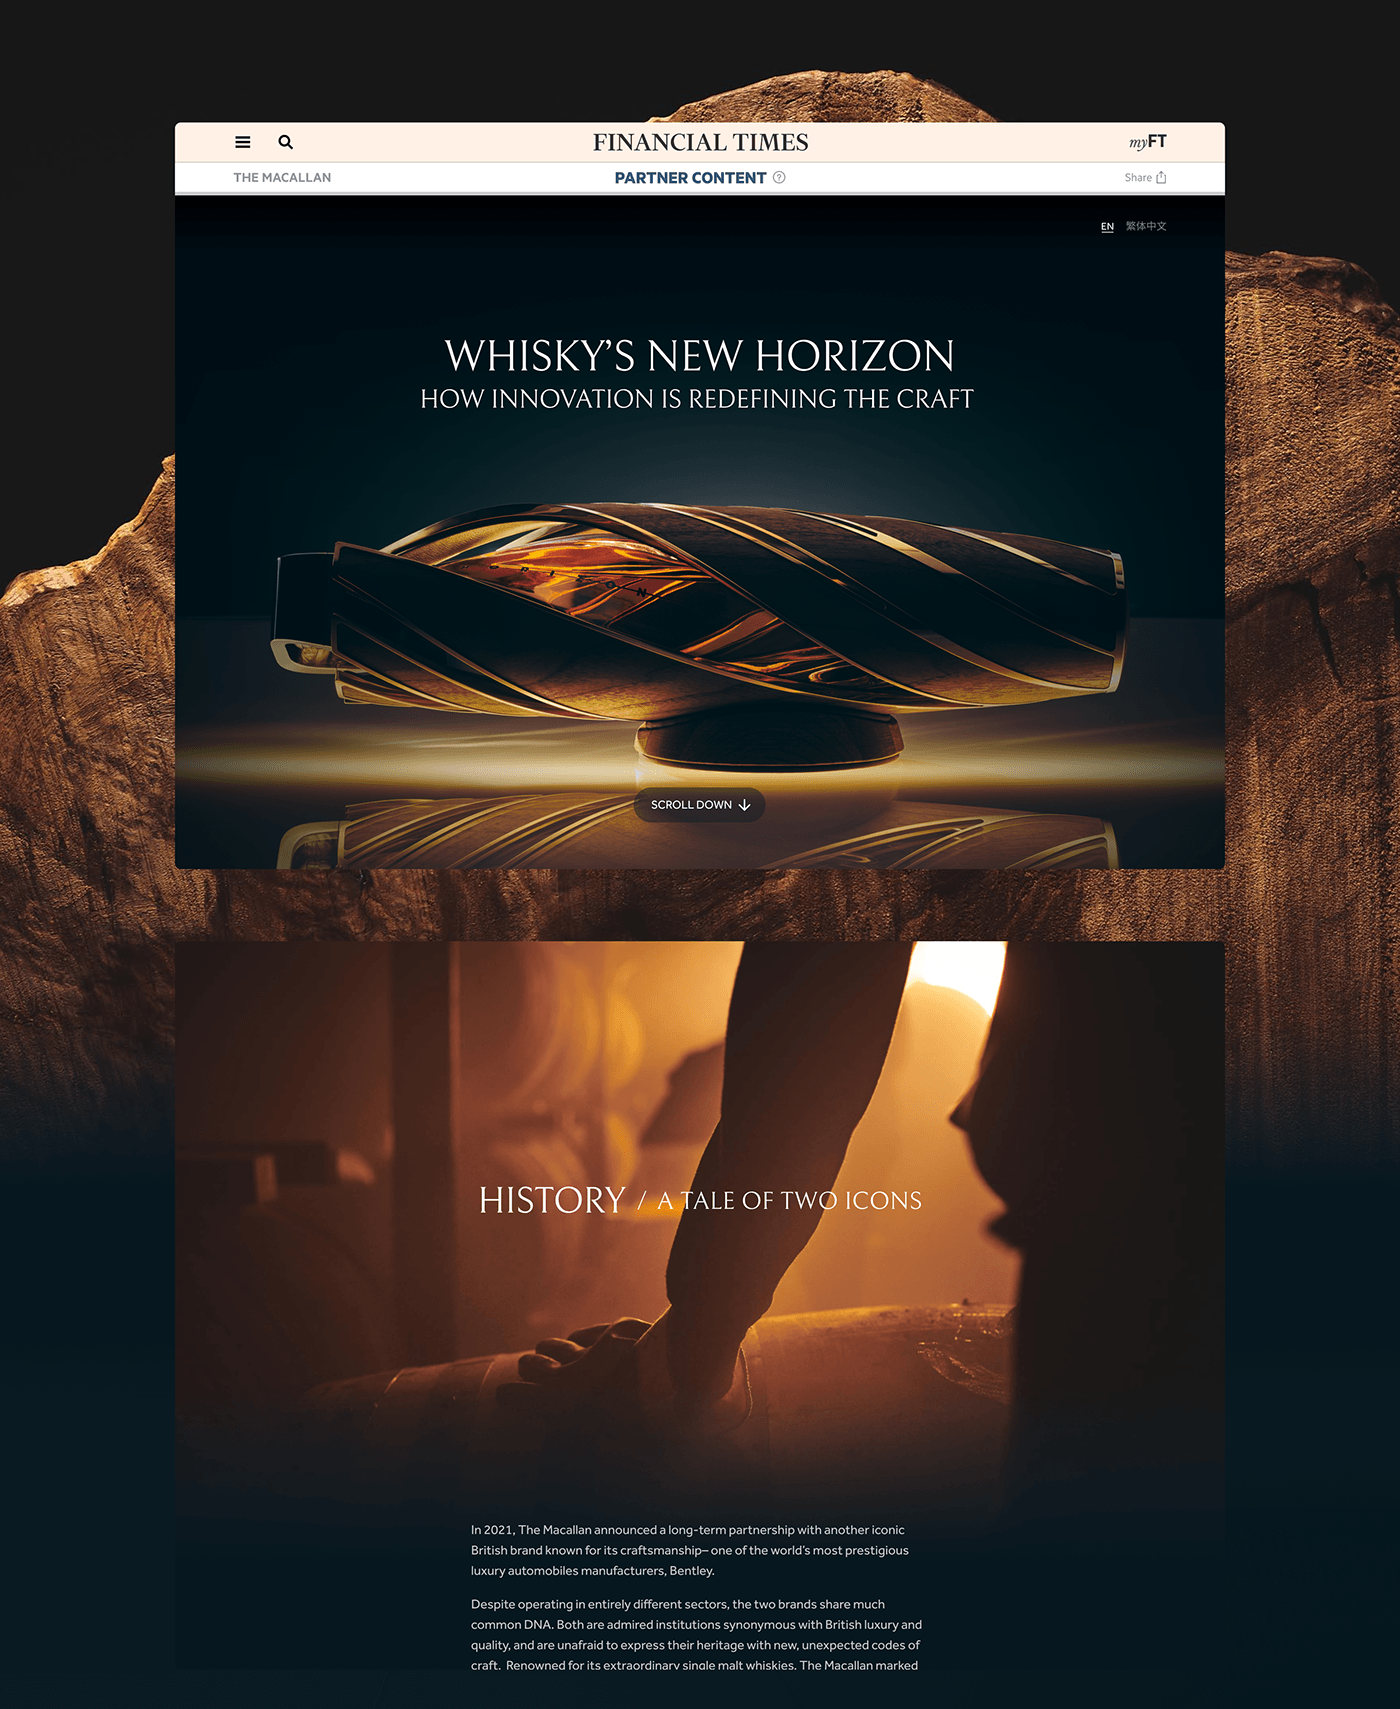 FINANCIAL TIMES
myFT
THE MACALLAN
PARTNER CONTENT ?
Share
EN 繁体中文
WHISKY’S NEW HORIZON
HOW INNOVATION IS REDEFINING THE CRAFT
RIZON
SCROLL DOWN
HISTORY / A TALE OF TWO ICONS
In 2021, The Macallan announced a long-term partnership with another iconic
British brand known for its craftsmanship– one of the world’s most prestigious
luxury automobiles manufacturers, Bentley.
Despite operating in entirely different sectors, the two brands share much
common DNA. Both are admired institutions synonymous with British luxury and
quality, and are unafraid to express their heritage with new, unexpected codes of
craft. Renowned for its extraordinary single malt whiskies, The Macallan marked